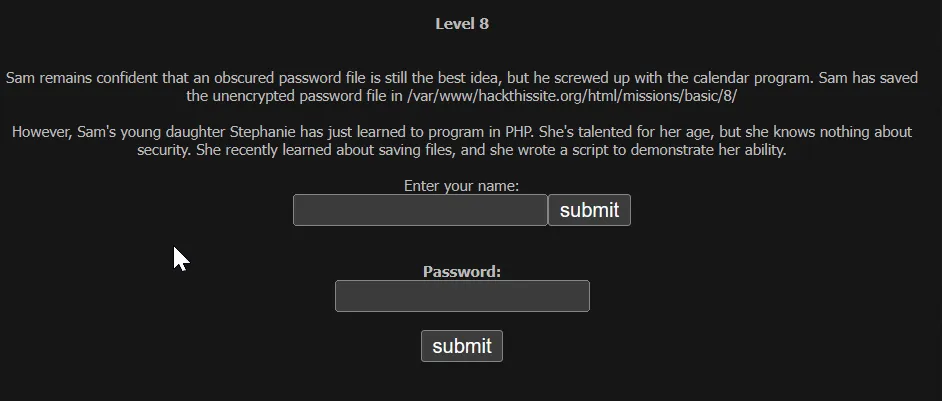 Level 8
Sam remains confident that an obscured password file is still the best idea, but he screwed up with the calendar program. Sam has saved
the unencrypted password file in /var/www/hackthissite.org/html/missions/basic/8/
However, Sam's young daughter Stephanie has just learned to program in PHP. She's talented for her age, but she knows nothing about
security. She recently learned about saving files, and she wrote a script to demonstrate her ability.
Enter your name:
submit
Password:
submit